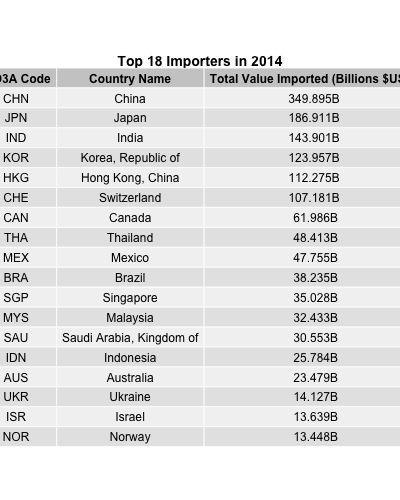 Top 18 Importers in 2014
03A Code Country Name Total Value Imported (Billions $US
CHN China 349.895B
JPN Japan 186.911B
IND India 143.901B
KOR Korea, Republic of 123.957B
HKG Hong Kong, China 112.275B
CHE Switzerland 107.181B
CAN Canada 61.986B
THA Thailand 48.413B
MEX Mexico 47.755B
BRA Brazil 38.235B
SGP Singapore 35.028B
MYS Malaysia 32.433B
SAU Saudi Arabia, Kingdom of 30.553B
IDN Indonesia 25.784B
AUS Australia 23.479B
UKR Ukraine 14.127B
ISR Israel 13.639B
NOR Norway 13.448B